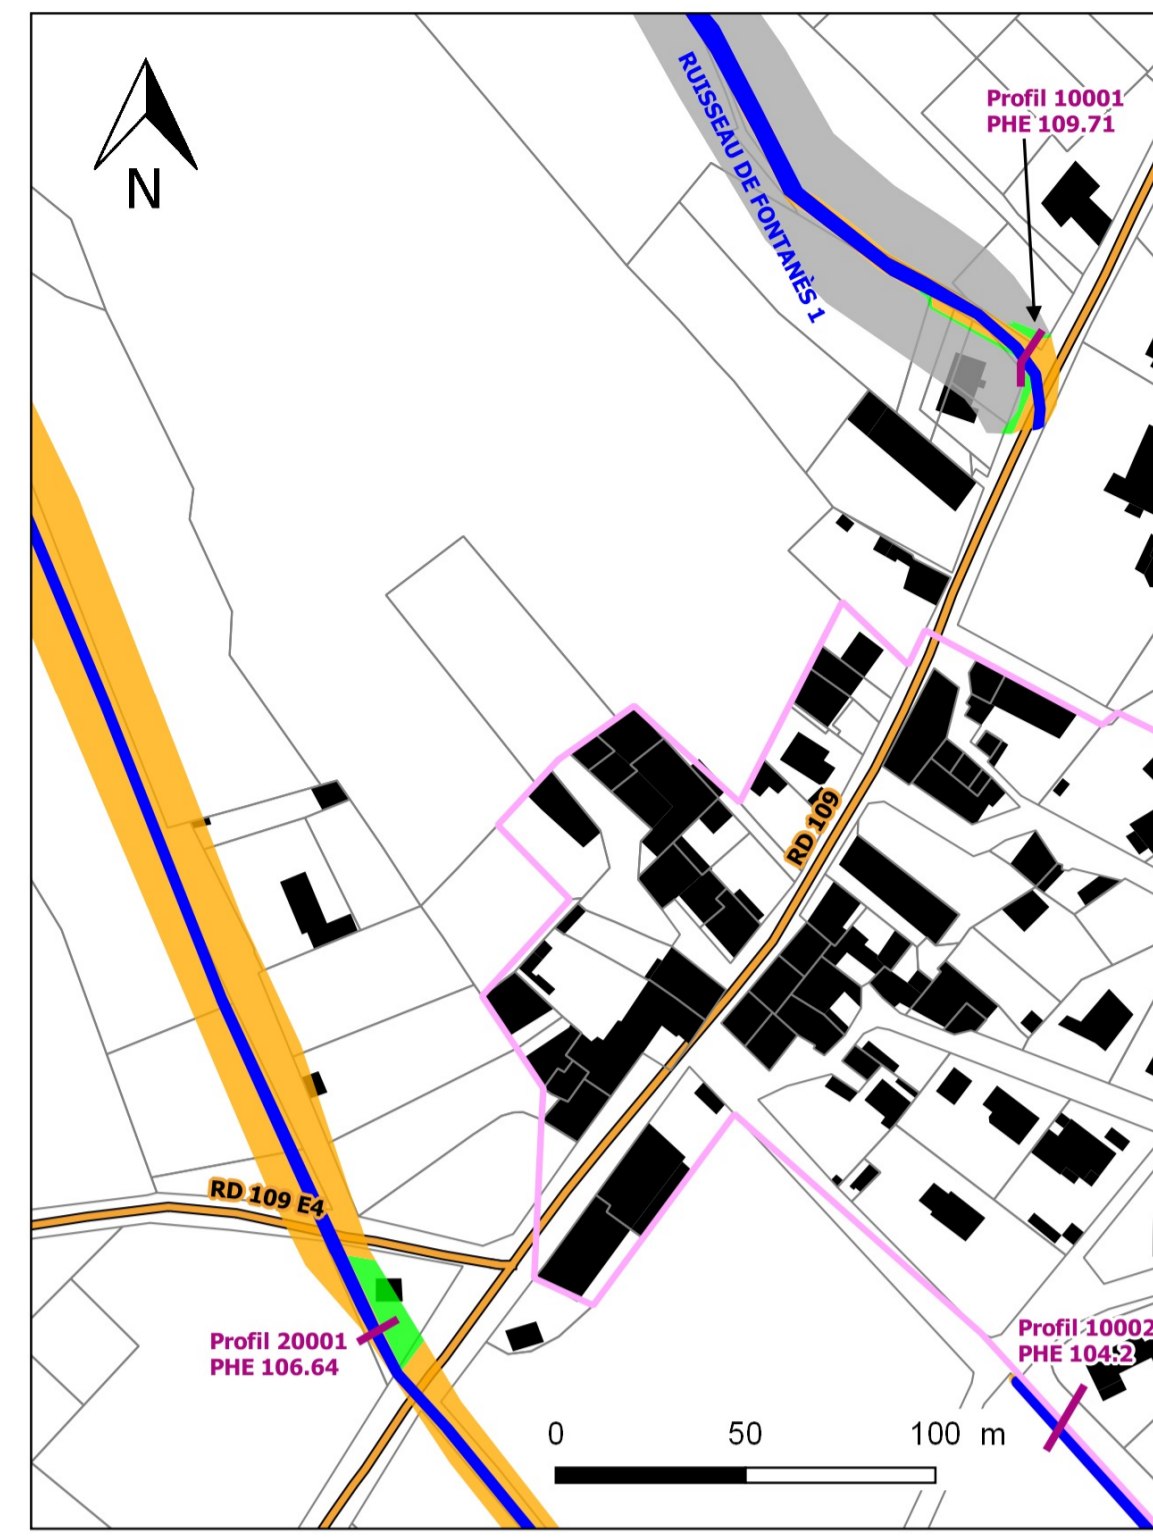 N
RUISSEAU DE FONTANÈS 1
Profil 10001
PHE 109.71
RD 109
RD 109 E4
Profil 20001
PHE 106.64
Profil 10002
PHE 104.2
0 50 100 m